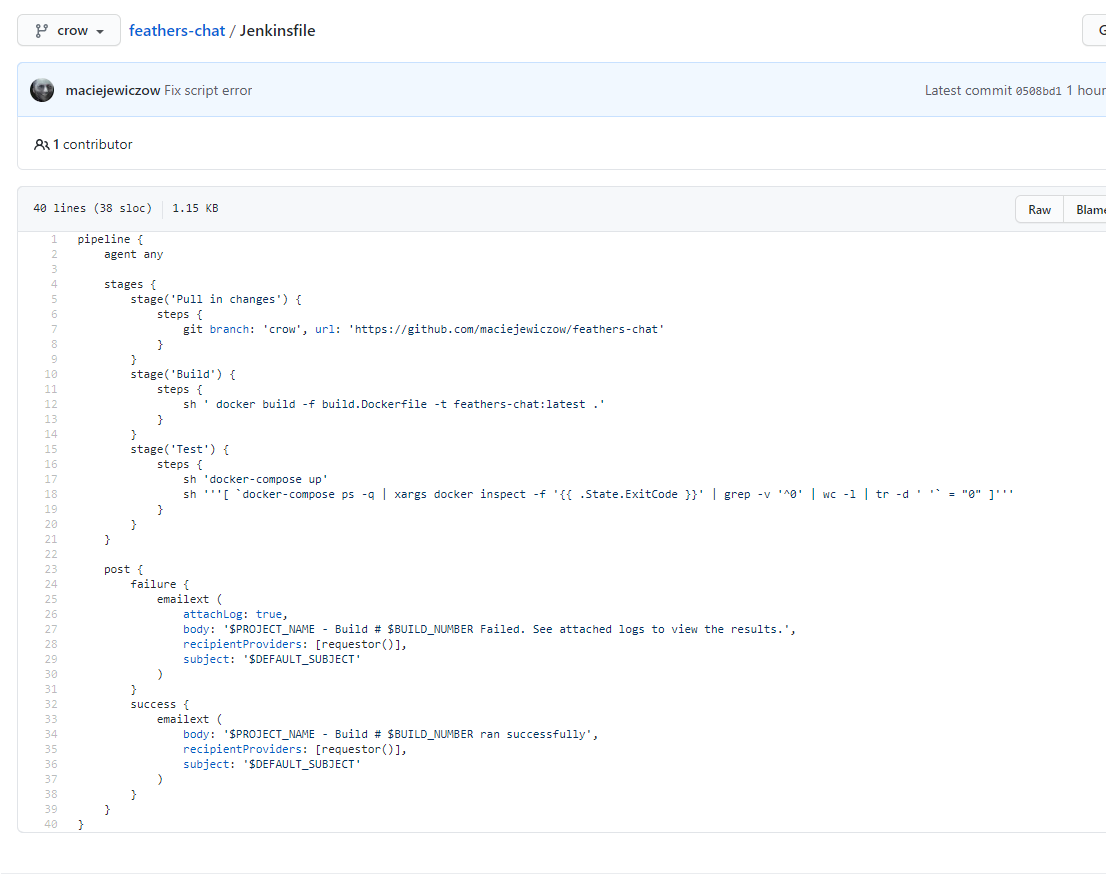 crow feathers-chat / Jenkinsfile
maciejewiczow Fix script error Latest commit 0508bd1 1 hour
1 contributor
40 lines (38 sloc) 1.15 KB Raw Blame
1 pipeline {
2     agent any
3
4     stages {
5         stage('Pull in changes') {
6             steps {
7                 git branch: 'crow', url: 'https://github.com/maciejewiczow/feathers-chat'
8             }
9         }
10         stage('Build') {
11             steps {
12                 sh ' docker build -f build.Dockerfile -t feathers-chat:latest .'
13             }
14         }
15         stage('Test') {
16             steps {
17                 sh 'docker-compose up'
18                 sh '''[ `docker-compose ps -q | xargs docker inspect -f '{{ .State.ExitCode }}' | grep -v '^0' | wc -l | tr -d ' '` = "0" ]'''
19             }
20         }
21     }
22
23     post {
24         failure {
25             emailext (
26                 attachLog: true,
27                 body: '$PROJECT_NAME - Build # $BUILD_NUMBER Failed. See attached logs to view the results.',
28                 recipientProviders: [requestor()],
29                 subject: '$DEFAULT_SUBJECT'
30             )
31         }
32         success {
33             emailext (
34                 body: '$PROJECT_NAME - Build # $BUILD_NUMBER ran successfully',
35                 recipientProviders: [requestor()],
36                 subject: '$DEFAULT_SUBJECT'
37             )
38         }
39     }
40 }